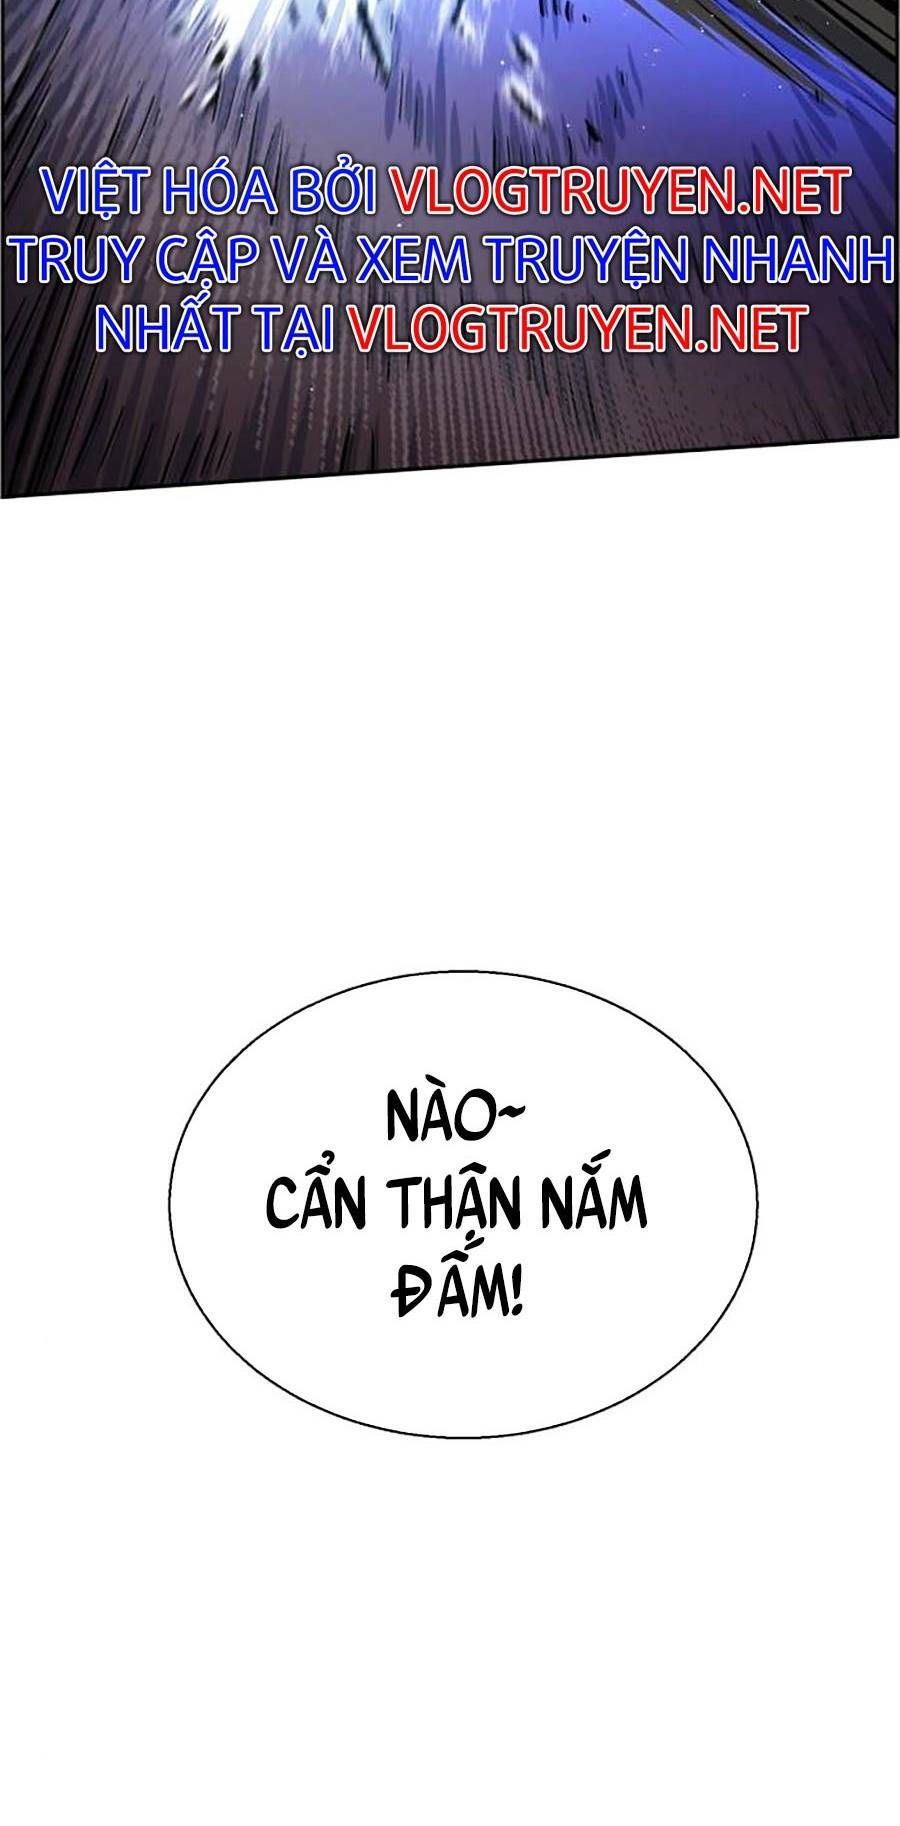 VIỆT HÓA BỞI VLOGTRUYEN.NET
TRUY CẬP VÀ XEM TRUYỆN NHANH
NHẤT TẠI VLOGTRUYEN.NET
NÀO~
CẨN THẬN NẮM
ĐẤM!